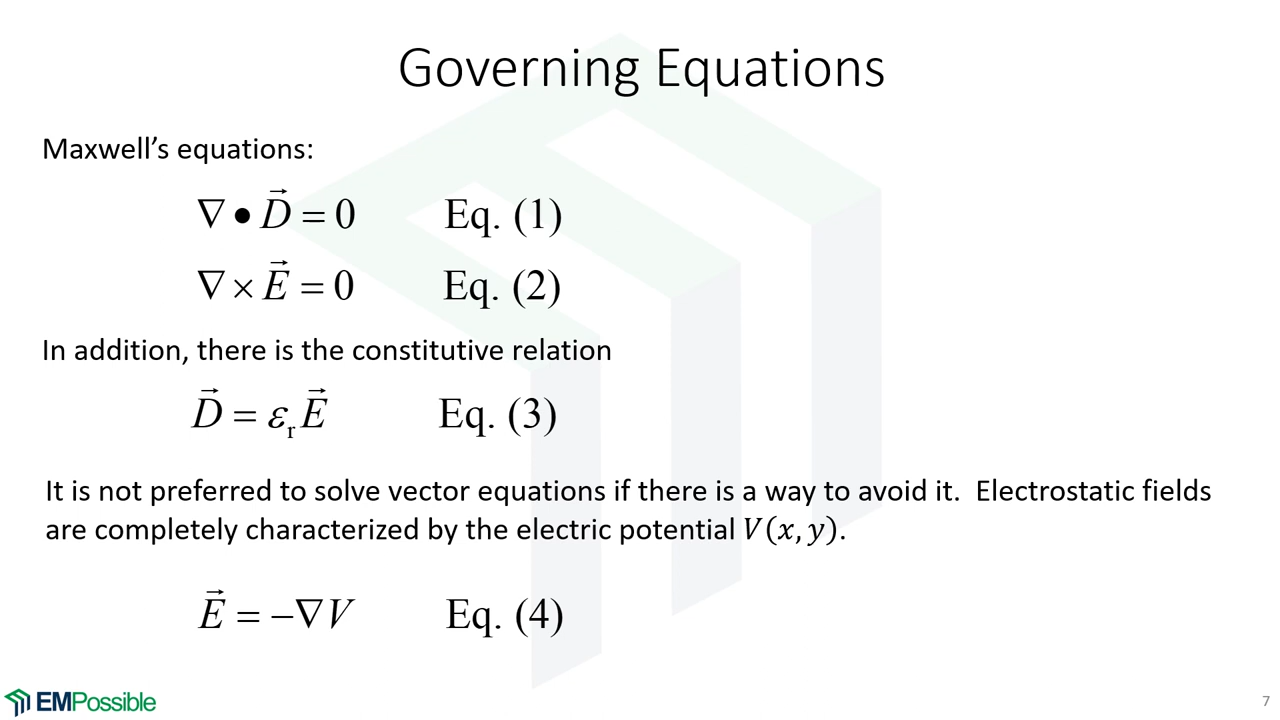 Governing Equations
Maxwell’s equations:
∇ • D⃗ = 0 Eq. (1)
∇ × E⃗ = 0 Eq. (2)
In addition, there is the constitutive relation
D⃗ = εᵣ E⃗ Eq. (3)
It is not preferred to solve vector equations if there is a way to avoid it. Electrostatic fields
are completely characterized by the electric potential V(x, y).
E⃗ = −∇V Eq. (4)
EMPossible
7